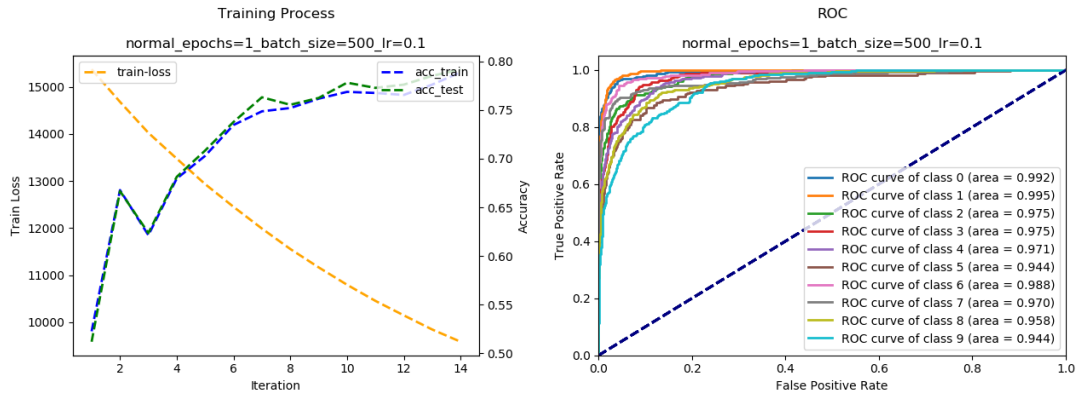 Training Process
normal_epochs=1_batch_size=500_lr=0.1
train-loss
acc_train
acc_test
15000
14000
13000
12000
11000
10000
Train Loss
0.80
0.75
0.70
0.65
0.60
0.55
0.50
Accuracy
2
4
6
8
10
12
14
Iteration
ROC
normal_epochs=1_batch_size=500_lr=0.1
1.0
0.8
0.6
0.4
0.2
0.0
True Positive Rate
ROC curve of class 0 (area = 0.992)
ROC curve of class 1 (area = 0.995)
ROC curve of class 2 (area = 0.975)
ROC curve of class 3 (area = 0.975)
ROC curve of class 4 (area = 0.971)
ROC curve of class 5 (area = 0.944)
ROC curve of class 6 (area = 0.988)
ROC curve of class 7 (area = 0.970)
ROC curve of class 8 (area = 0.958)
ROC curve of class 9 (area = 0.944)
0.0
0.2
0.4
0.6
0.8
1.0
False Positive Rate